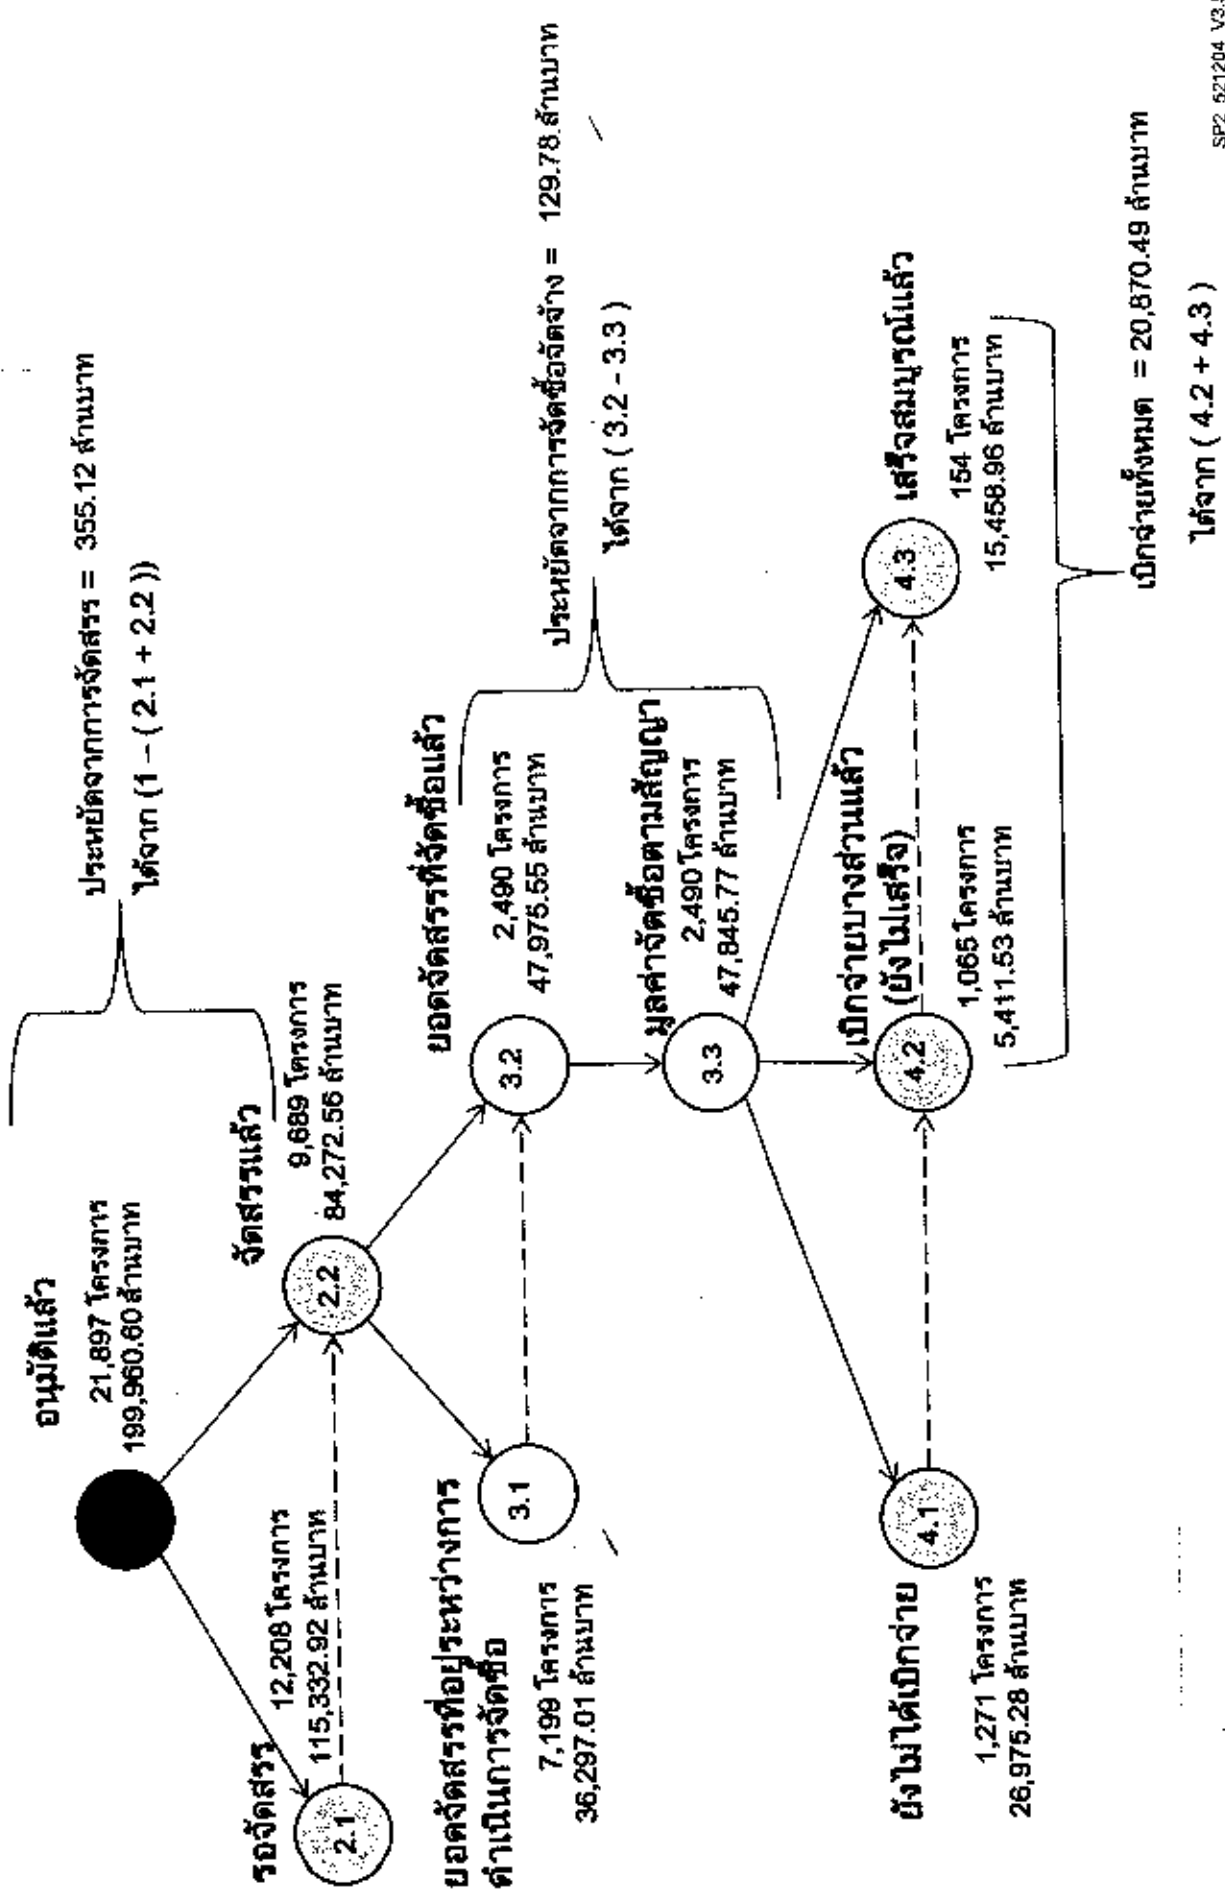 อนุมัติแล้ว
21,897 โครงการ
199,960.60 ล้านบาท
ประหยัดจากการจัดสรร = 355.12 ล้านบาท
ได้จาก (1 – ( 2.1 + 2.2 ))
รอจัดสรร
12,208 โครงการ
115,332.92 ล้านบาท
2.1
จัดสรรแล้ว
9,689 โครงการ
84,272.56 ล้านบาท
2.2
ยอดจัดสรรที่อยู่ระหว่างการ
ดำเนินการจัดซื้อ
7,199 โครงการ
36,297.01 ล้านบาท
3.1
ยอดจัดสรรที่จัดซื้อแล้ว
2,490 โครงการ
47,975.55 ล้านบาท
3.2
ประหยัดจากการจัดซื้อจัดจ้าง = 129.78 ล้านบาท
ได้จาก ( 3.2 - 3.3 )
มูลค่าจัดซื้อตามสัญญา
2,490 โครงการ
47,845.77 ล้านบาท
3.3
ยังไม่ได้เบิกจ่าย
1,271 โครงการ
26,975.28 ล้านบาท
4.1
เบิกจ่ายบางส่วนแล้ว
(ยังไม่เสร็จ)
1,065 โครงการ
5,411.53 ล้านบาท
4.2
เสร็จสมบูรณ์แล้ว
154 โครงการ
15,458.96 ล้านบาท
4.3
เบิกจ่ายทั้งหมด = 20,870.49 ล้านบาท
ได้จาก ( 4.2 + 4.3 )
SP2_521204_V3.